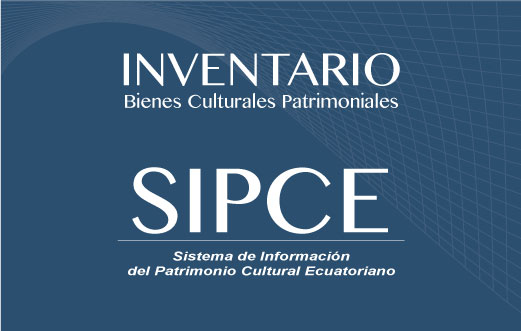 INVENTARIO
Bienes Culturales Patrimoniales
SIPCE
Sistema de Información
del Patrimonio Cultural Ecuatoriano